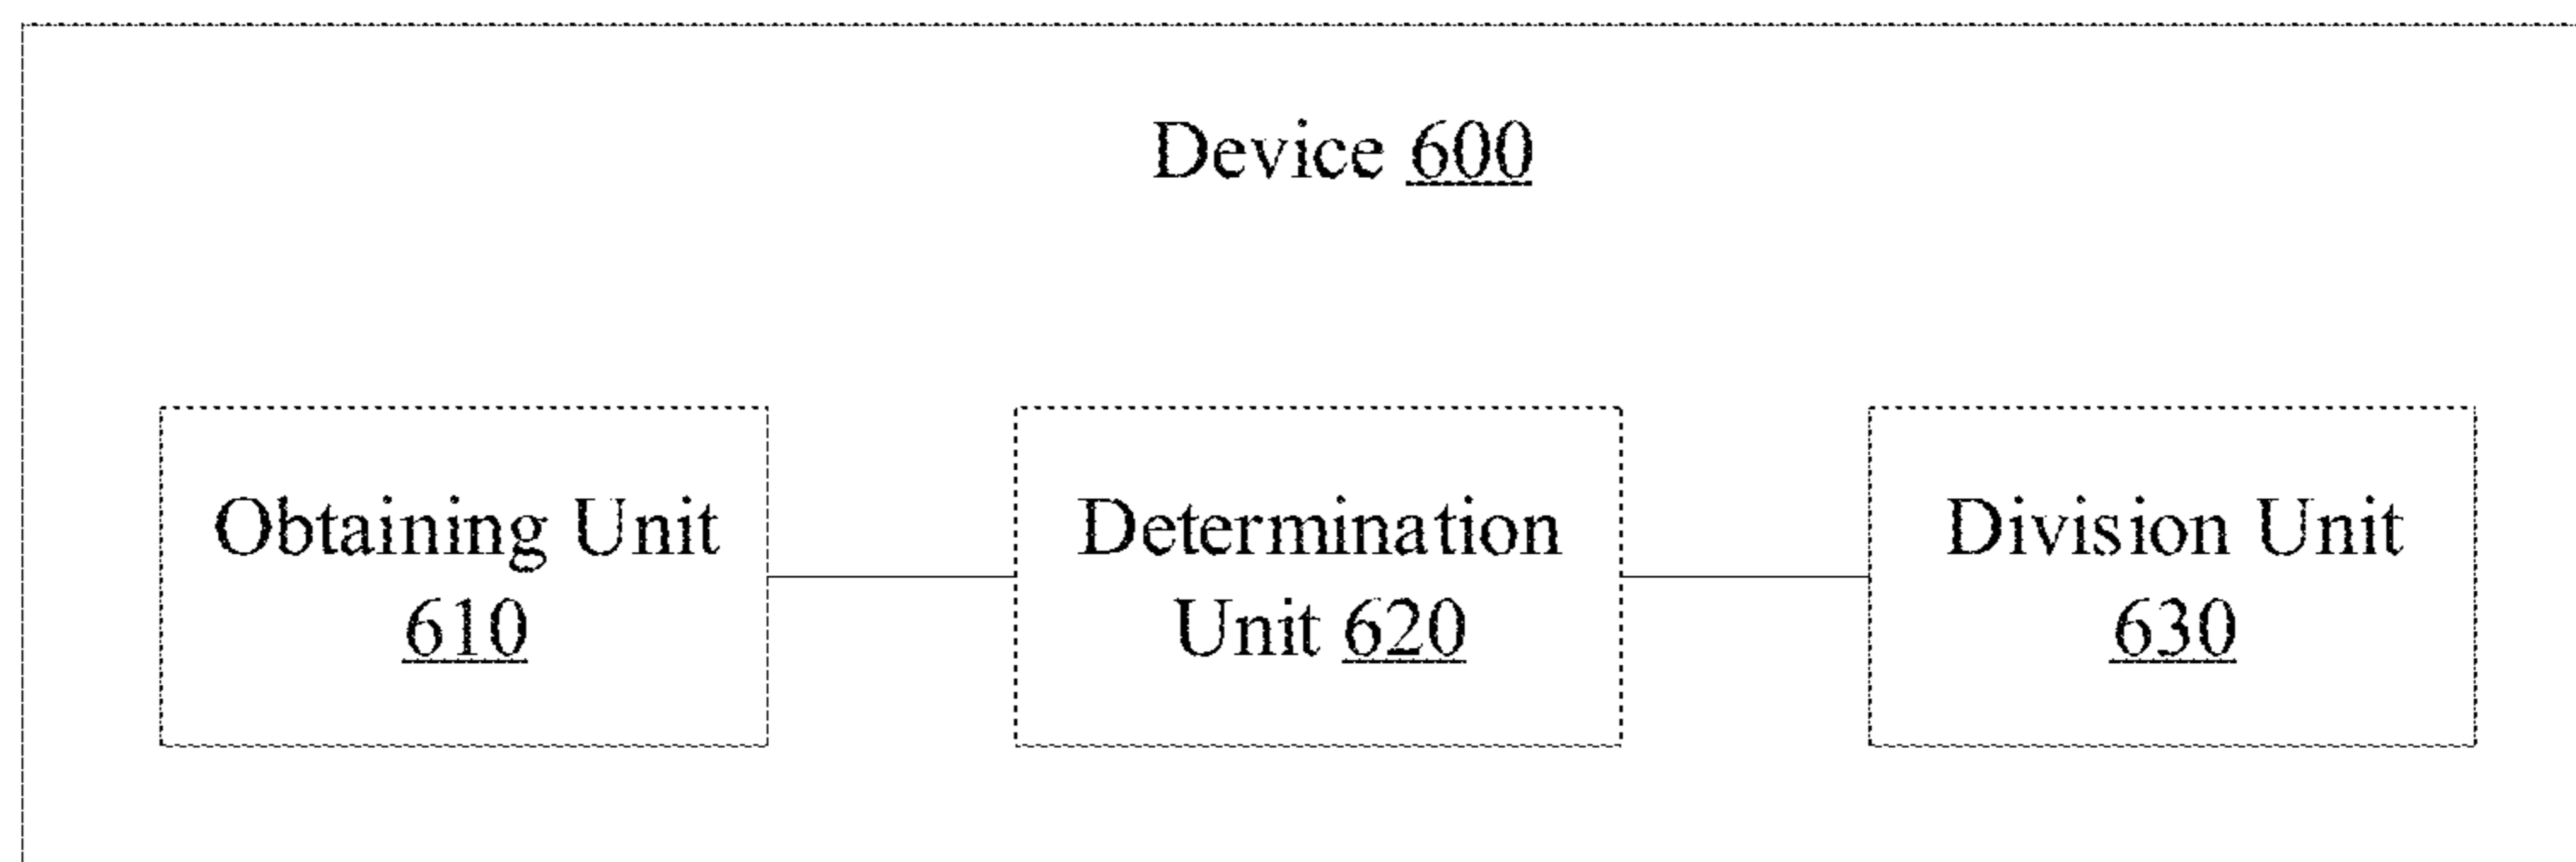 Device 600
Obtaining Unit
610
Determination
Unit 620
Division Unit
630